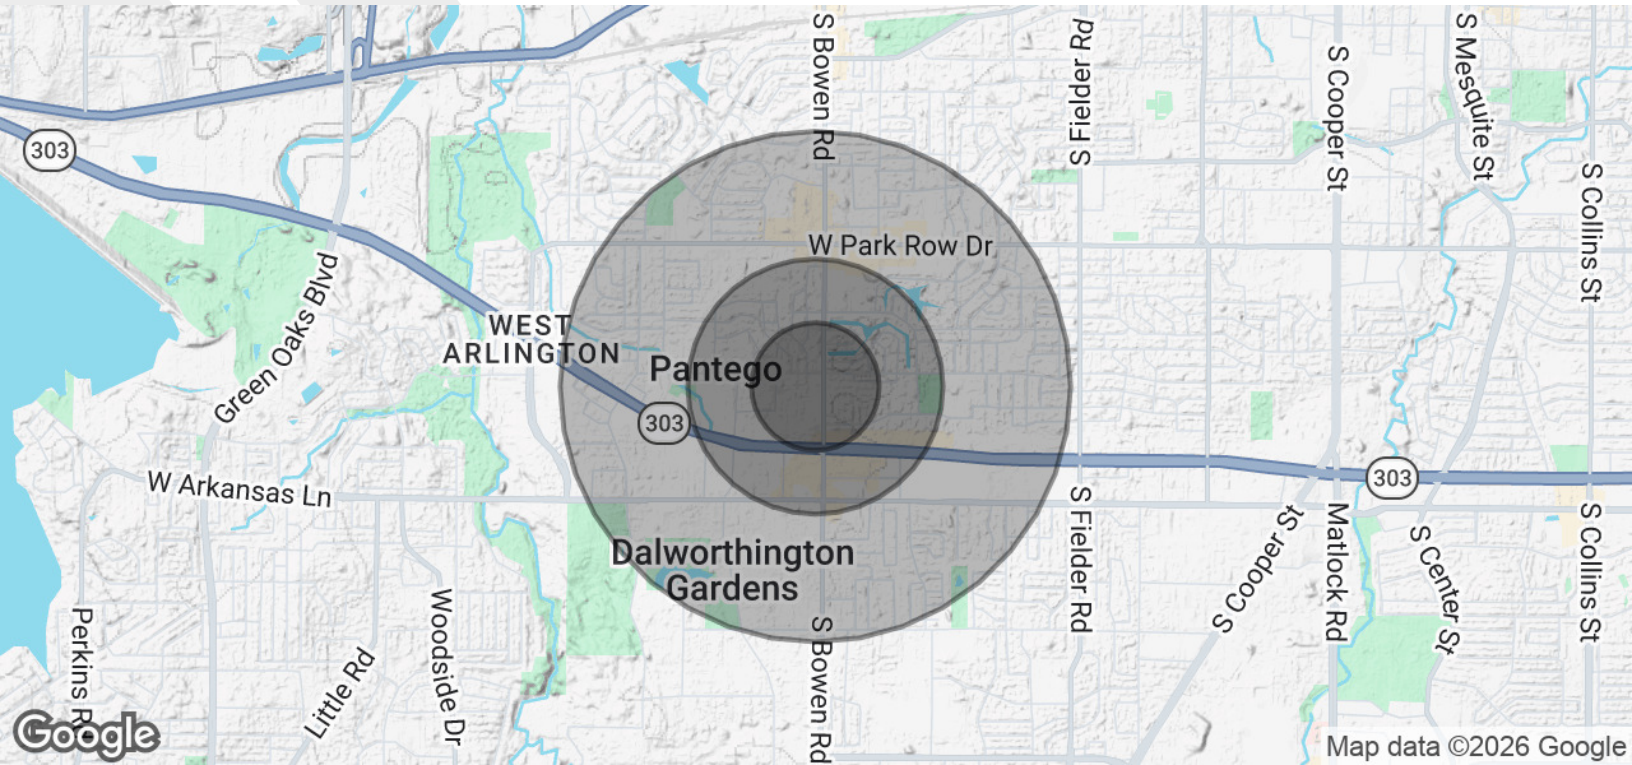 S Bowen Rd
S Fielder Rd
S Cooper St
S Mesquite St
303
S Collins St
W Park Row Dr
Green Oaks Blvd
WEST
ARLINGTON
Pantego
303
303
W Arkansas Ln
Dalworthington
Gardens
S Fielder Rd
S Cooper St
Matlock Rd
S Center St
S Collins St
Perkins Rd
Little Rd
Woodside Dr
S Bowen Rd
Google
Map data ©2026 Google